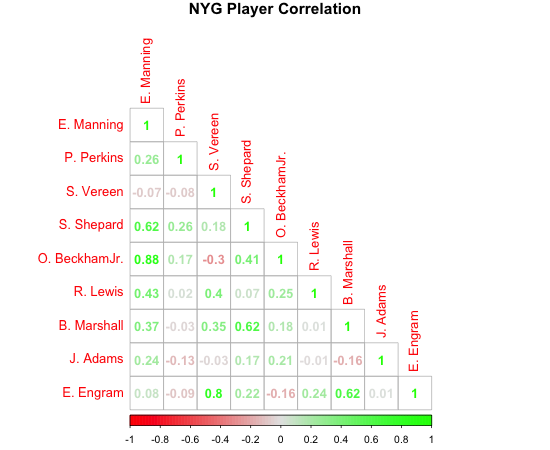 NYG Player Correlation
E. Manning
P. Perkins
S. Vereen
S. Shepard
O. BeckhamJr.
R. Lewis
B. Marshall
J. Adams
E. Engram
E. Manning 1
P. Perkins 0.26 1
S. Vereen -0.07 -0.08 1
S. Shepard 0.62 0.26 0.18 1
O. BeckhamJr. 0.88 0.17 -0.3 0.41 1
R. Lewis 0.43 0.02 0.4 0.07 0.25 1
B. Marshall 0.37 -0.03 0.35 0.62 0.18 0.01 1
J. Adams 0.24 -0.13 -0.03 0.17 0.21 -0.01 -0.16 1
E. Engram 0.08 -0.09 0.8 0.22 -0.16 0.24 0.62 0.01 1
-1 -0.8 -0.6 -0.4 -0.2 0 0.2 0.4 0.6 0.8 1